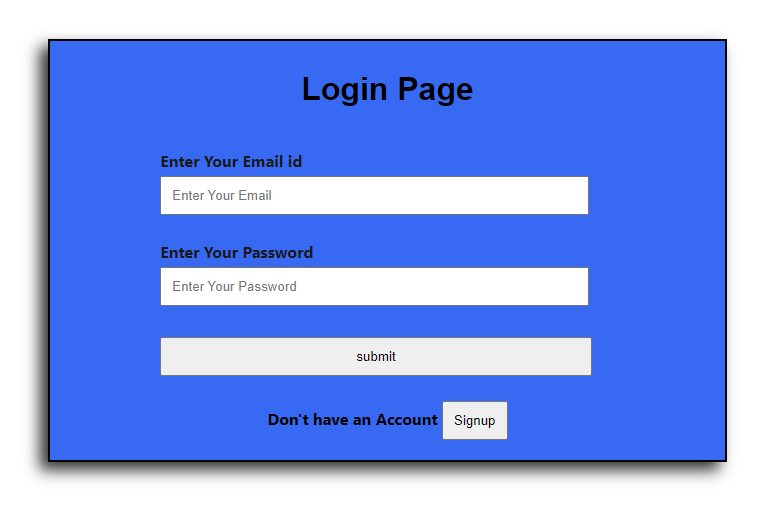 Login Page
Enter Your Email id
Enter Your Email
Enter Your Password
Enter Your Password
submit
Don't have an Account Signup